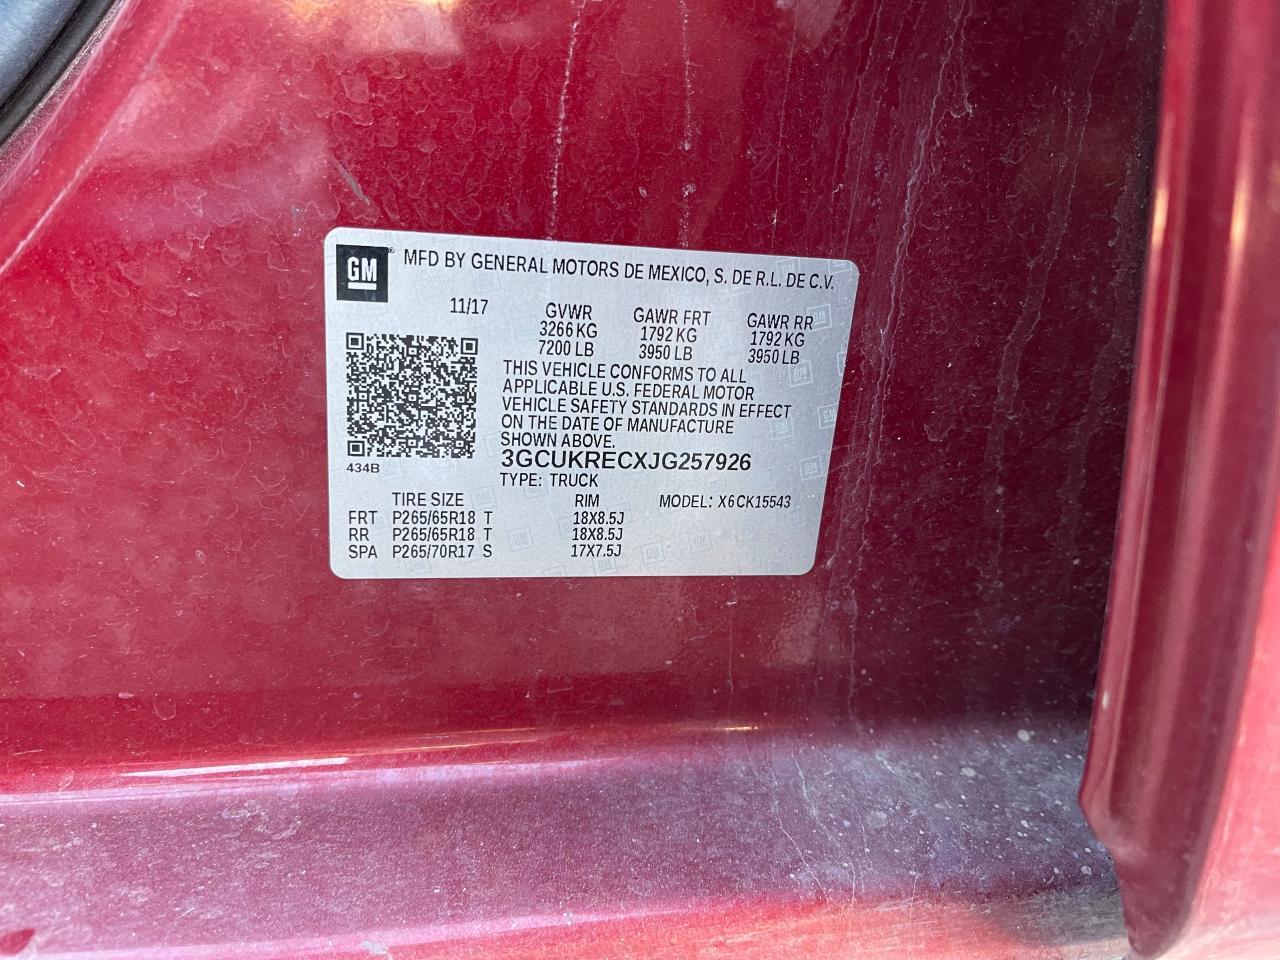 GM MFD BY GENERAL MOTORS DE MEXICO, S. DE R.L. DE C.V.
11/17 GVWR GAWR FRT GAWR RR
3266 KG 1792 KG 1792 KG
7200 LB 3950 LB 3950 LB
THIS VEHICLE CONFORMS TO ALL
APPLICABLE U.S. FEDERAL MOTOR
VEHICLE SAFETY STANDARDS IN EFFECT
ON THE DATE OF MANUFACTURE
SHOWN ABOVE.
434B
3GCUKRECXJG257926
TYPE: TRUCK
TIRE SIZE RIM MODEL: X6CK15543
FRT P265/65R18 T 18X8.5J
RR P265/65R18 T 18X8.5J
SPA P265/70R17 S 17X7.5J